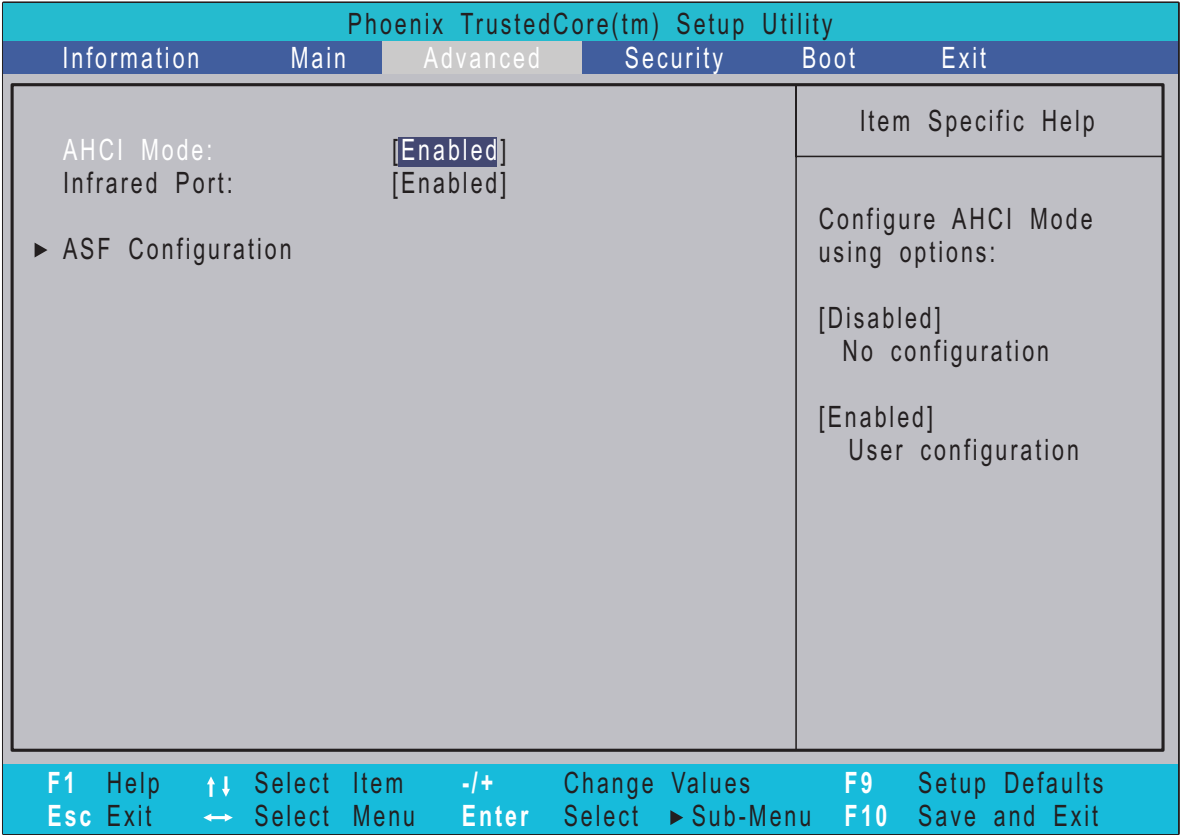 Phoenix TrustedCore(tm) Setup Utility
Information Main Advanced Security Boot Exit
AHCI Mode: [Enabled]
Infrared Port: [Enabled]
▶ ASF Configuration
Item Specific Help
Configure AHCI Mode
using options:
[Disabled]
No configuration
[Enabled]
User configuration
F1 Help ↑↓ Select Item -/+ Change Values F9 Setup Defaults
Esc Exit ↔ Select Menu Enter Select ▶ Sub-Menu F10 Save and Exit